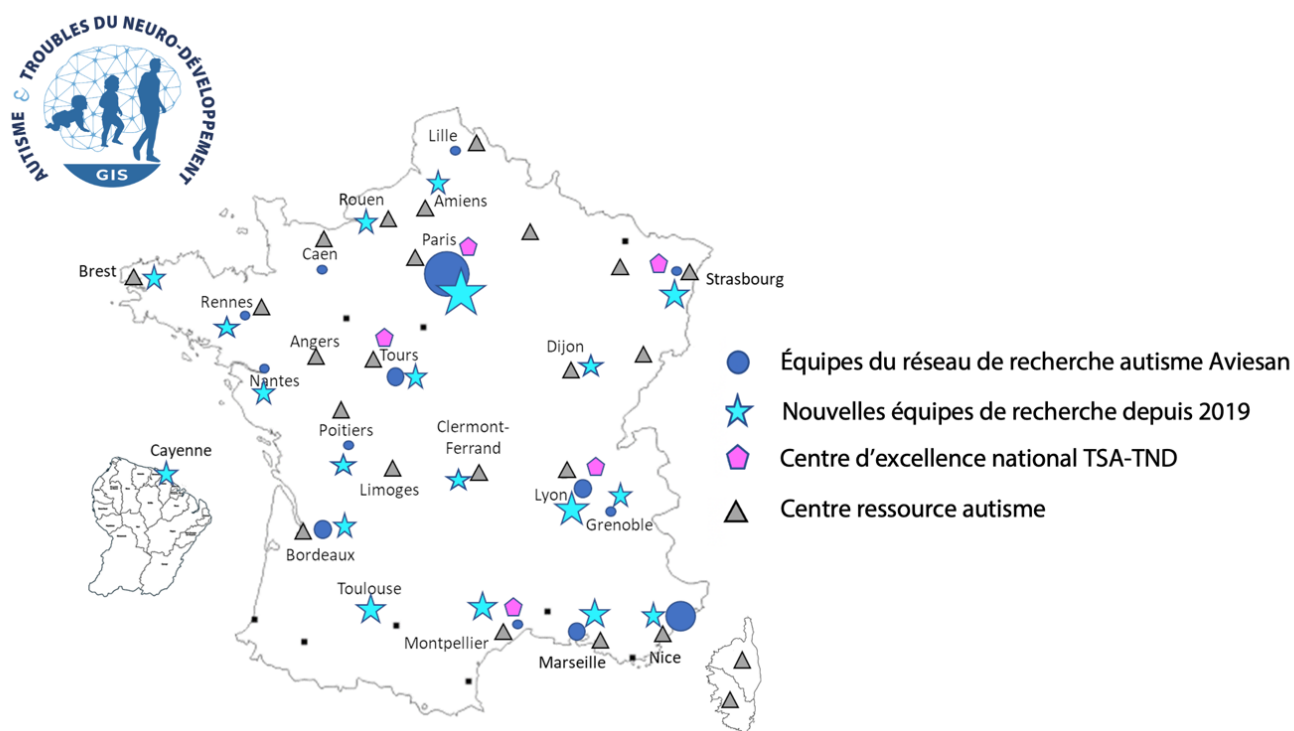 AUTISME & TROUBLES DU NEURO-DÉVELOPPEMENT
GIS
Lille
Rouen
Amiens
Paris
Caen
Brest
Strasbourg
Rennes
Angers
Tours
Dijon
Nantes
Poitiers
Clermont-
Ferrand
Cayenne
Limoges
Lyon
Grenoble
Bordeaux
Toulouse
Montpellier
Marseille
Nice
Équipes du réseau de recherche autisme Aviesan
Nouvelles équipes de recherche depuis 2019
Centre d'excellence national TSA-TND
Centre ressource autisme